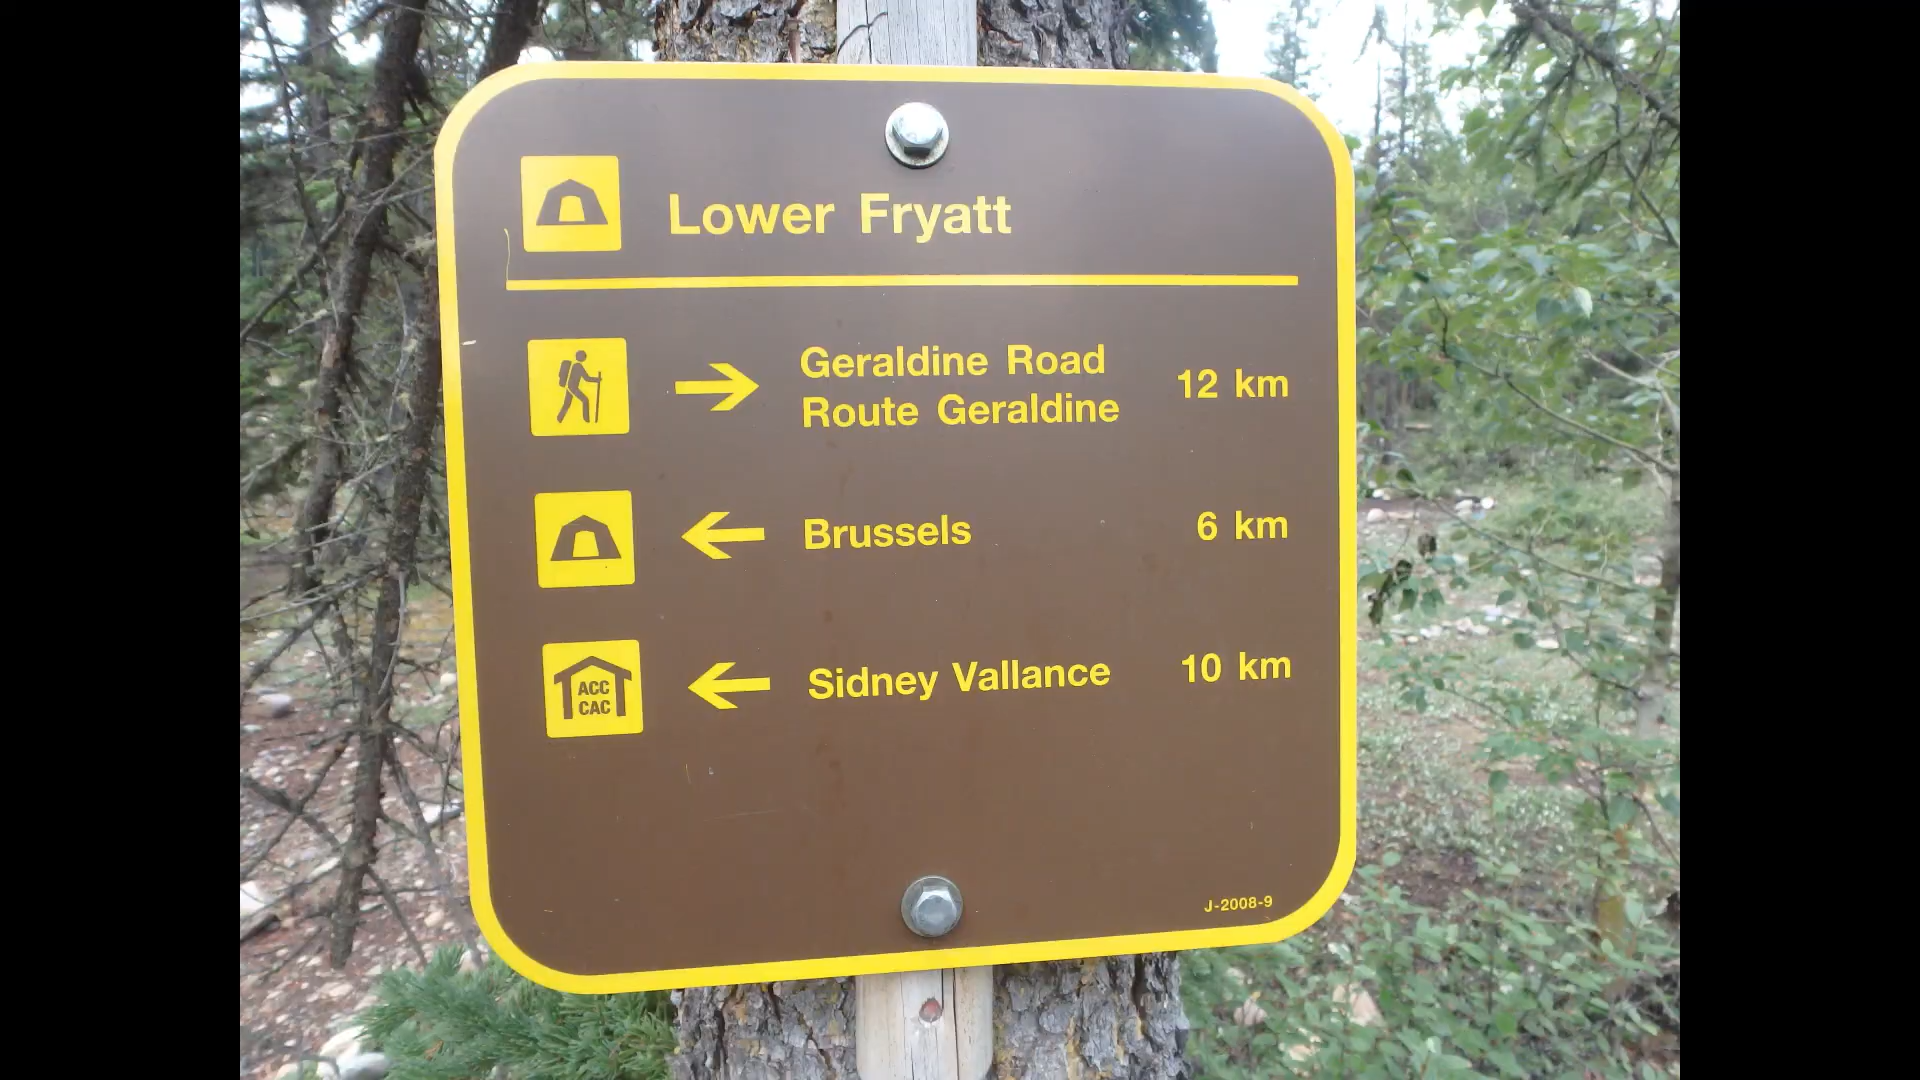 Lower Fryatt
Geraldine Road
Route Geraldine 12 km
Brussels 6 km
ACC
CAC
Sidney Vallance 10 km
J-2008-9